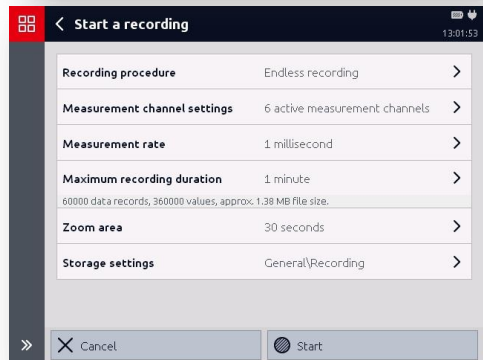 Start a recording
13:01:53
Recording procedure Endless recording
Measurement channel settings 6 active measurement channels
Measurement rate 1 millisecond
Maximum recording duration 1 minute
60000 data records, 360000 values, approx. 1.38 MB file size.
Zoom area 30 seconds
Storage settings General\Recording
Cancel Start